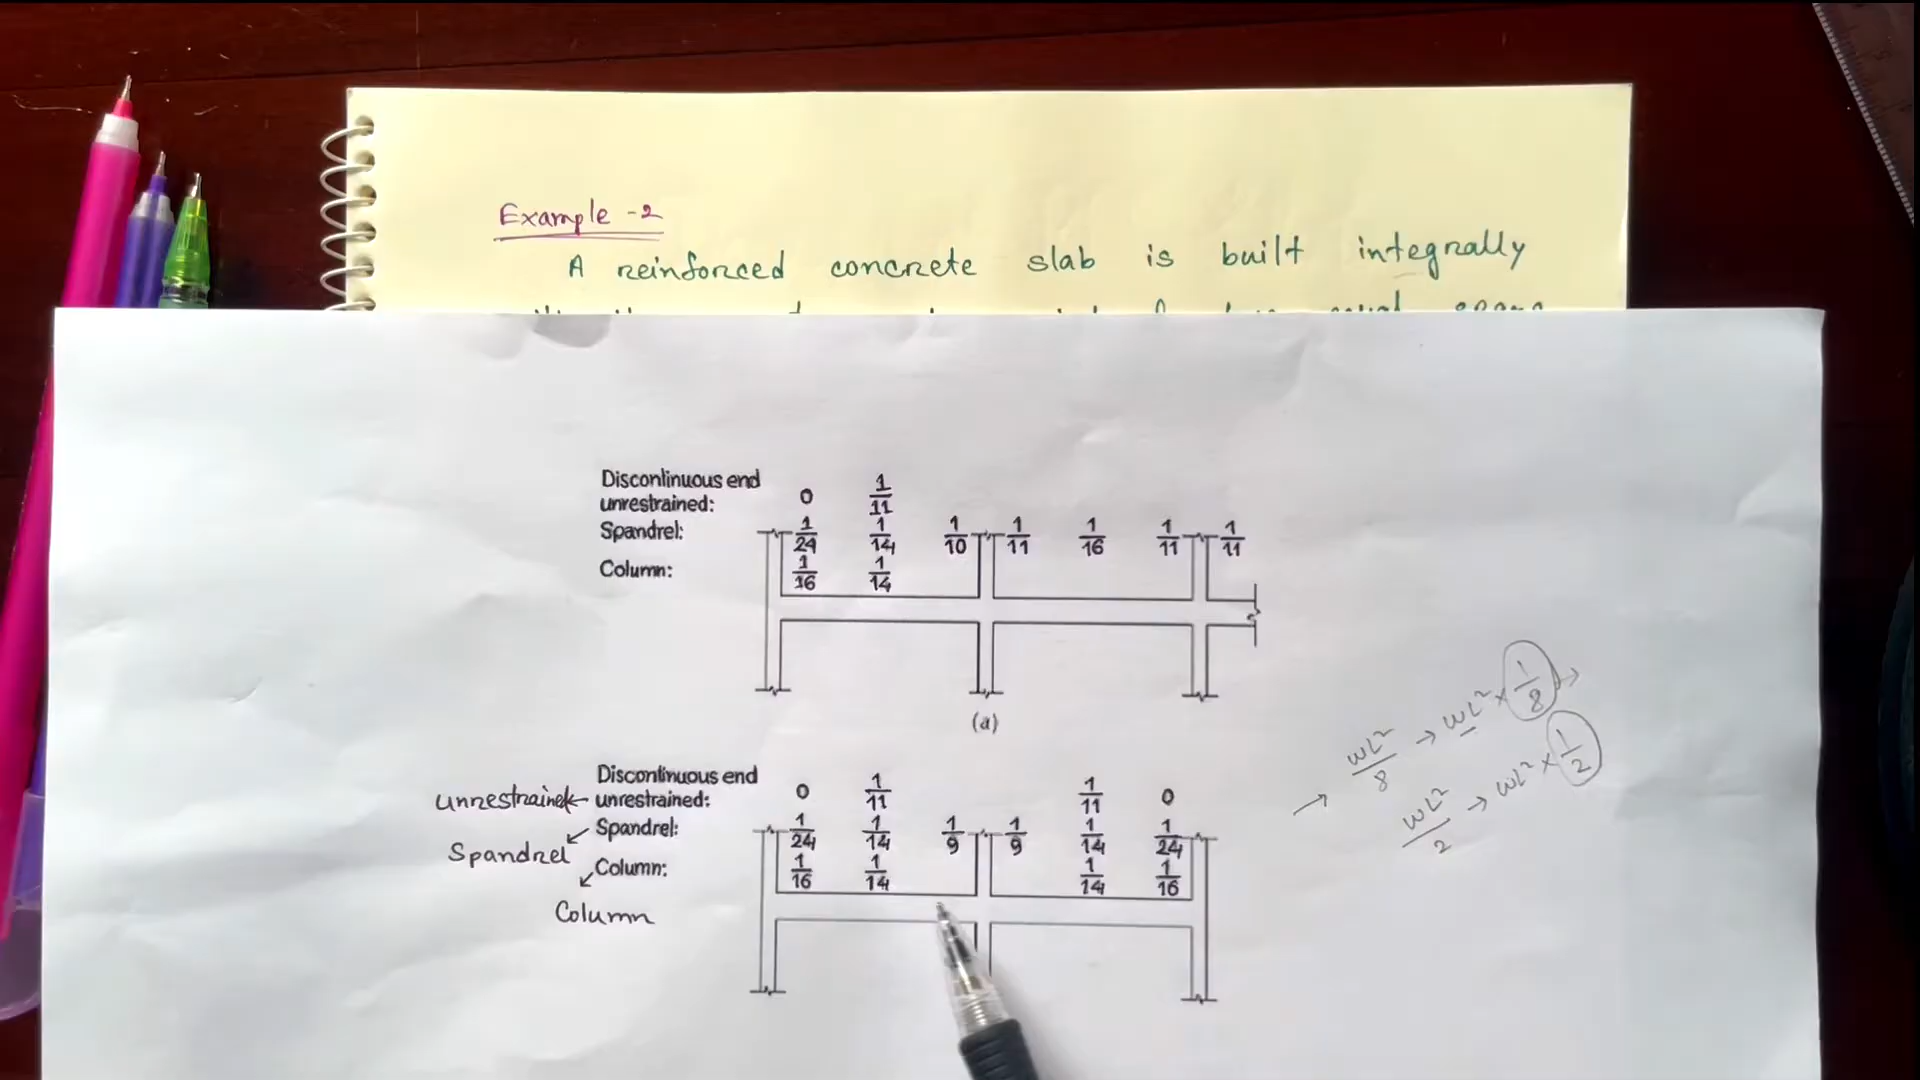 Example -2
A reinforced concrete slab is built integrally
Discontinuous end
unrestrained: 0 1/11
Spandrel: 1/24 1/14 1/10 1/11 1/16 1/11 1/11
Column: 1/16 1/14
(a)
Discontinuous end
unrestrained← unrestrained: 0 1/11 1/11 0
Spandrel: 1/24 1/14 1/9 1/9 1/14 1/24
Spandrel
Column: 1/16 1/14 1/14 1/16
Column
→ wL²/8 → wL² × 1/8 →
wL²/2 → wL² × 1/2